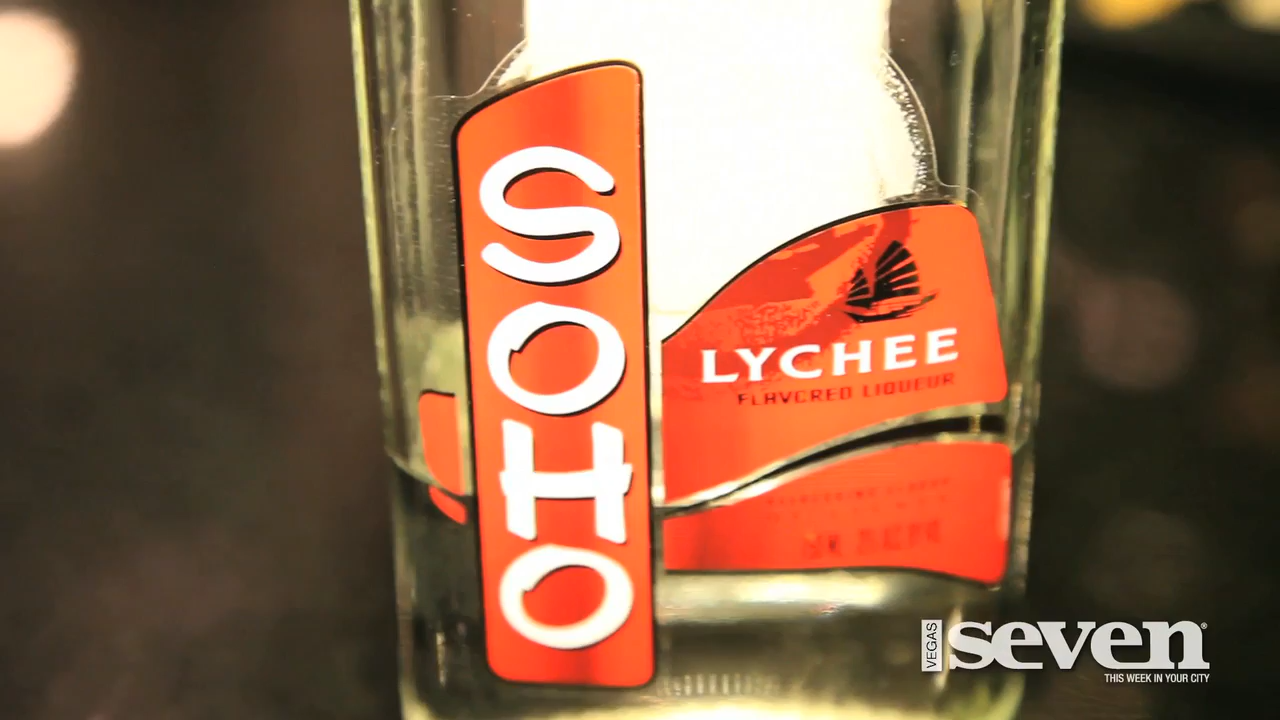 SOHO
LYCHEE
FLAVORED LIQUEUR
VEGAS
seven
THIS WEEK IN YOUR CITY